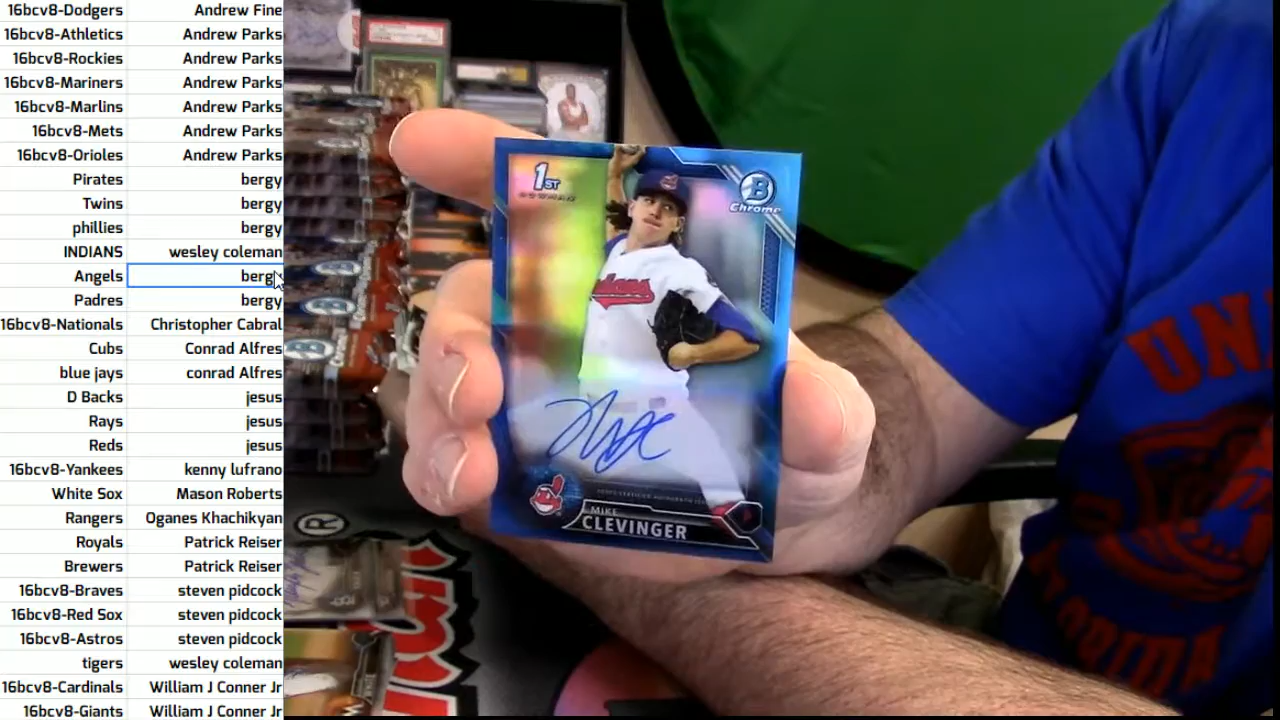 16bcv8-Dodgers Andrew Fine
16bcv8-Athletics Andrew Parks
16bcv8-Rockies Andrew Parks
16bcv8-Mariners Andrew Parks
16bcv8-Marlins Andrew Parks
16bcv8-Mets Andrew Parks
16bcv8-Orioles Andrew Parks
Pirates bergy
Twins bergy
phillies bergy
INDIANS wesley coleman
Angels bergy
Padres bergy
16bcv8-Nationals Christopher Cabral
Cubs Conrad Alfres
blue jays conrad Alfres
D Backs jesus
Rays jesus
Reds jesus
16bcv8-Yankees kenny lufrano
White Sox Mason Roberts
Rangers Oganes Khachikyan
Royals Patrick Reiser
Brewers Patrick Reiser
16bcv8-Braves steven pidcock
16bcv8-Red Sox steven pidcock
16bcv8-Astros steven pidcock
tigers wesley coleman
16bcv8-Cardinals William J Conner Jr
16bcv8-Giants William J Conner Jr
1ST
BOWMAN
B
Chrome
Indians
MIKE
CLEVINGER
UN
FLORIDA
®